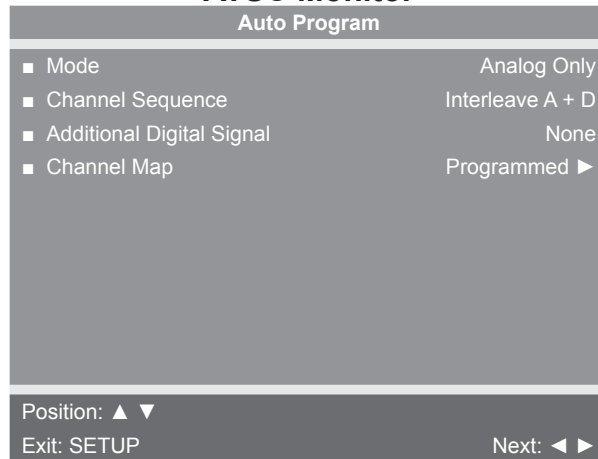 Auto Program
■ Mode Analog Only
■ Channel Sequence Interleave A + D
■ Additional Digital Signal None
■ Channel Map Programmed ►
Position: ▲ ▼
Exit: SETUP Next: ◄ ►